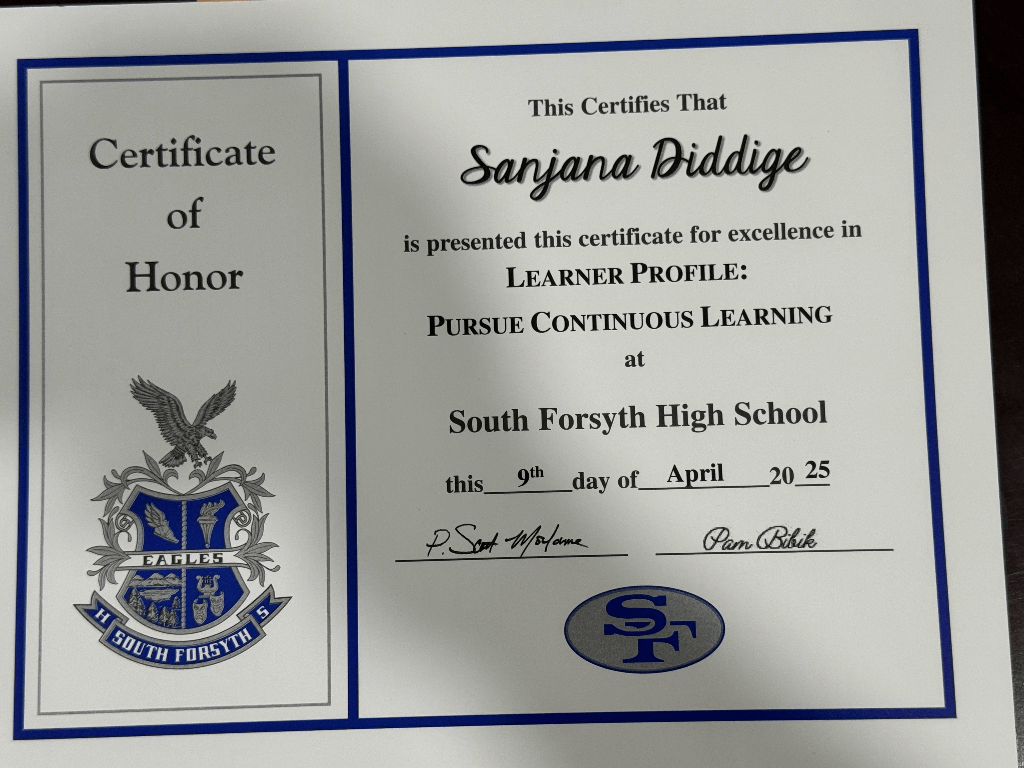 Certificate
of
Honor
EAGLES
H SOUTH FORSYTH S
This Certifies That
Sanjana Diddige
is presented this certificate for excellence in
LEARNER PROFILE:
PURSUE CONTINUOUS LEARNING
at
South Forsyth High School
this 9th day of April 20 25
P. Scott
Pam Bibik
SF